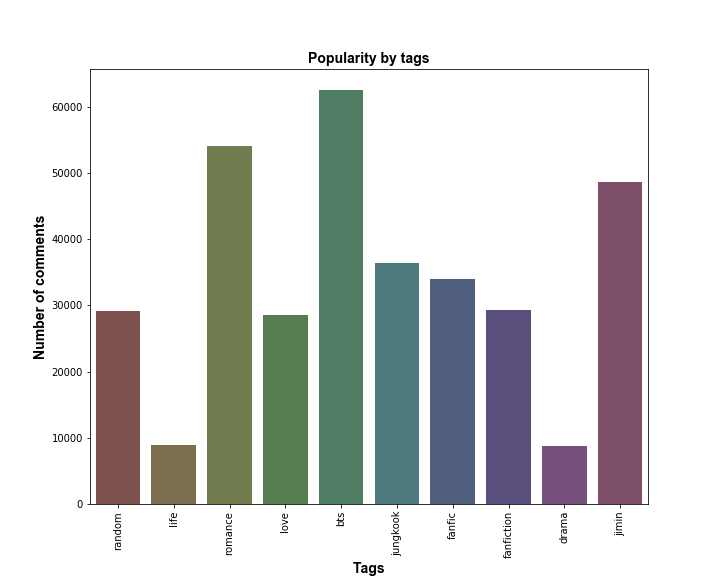 Popularity by tags
60000
50000
40000
30000
20000
10000
0
Number of comments
random
life
romance
love
bts
jungkook
fanfic
fanfiction
drama
jimin
Tags